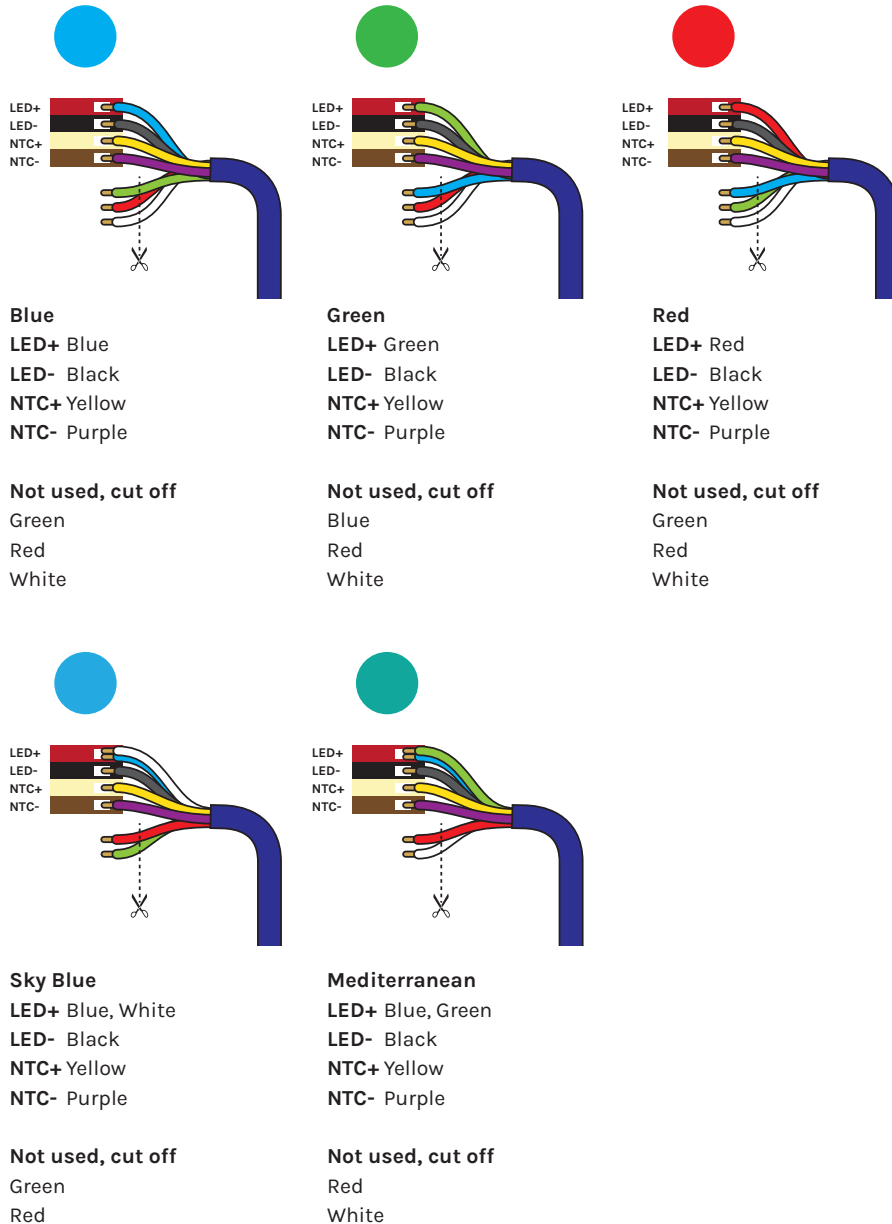 LED+
LED-
NTC+
NTC-
LED+
LED-
NTC+
NTC-
LED+
LED-
NTC+
NTC-
Blue
LED+ Blue
LED- Black
NTC+ Yellow
NTC- Purple
Not used, cut off
Green
Red
White
Green
LED+ Green
LED- Black
NTC+ Yellow
NTC- Purple
Not used, cut off
Blue
Red
White
Red
LED+ Red
LED- Black
NTC+ Yellow
NTC- Purple
Not used, cut off
Green
Red
White
LED+
LED-
NTC+
NTC-
LED+
LED-
NTC+
NTC-
Sky Blue
LED+ Blue, White
LED- Black
NTC+ Yellow
NTC- Purple
Not used, cut off
Green
Red
Mediterranean
LED+ Blue, Green
LED- Black
NTC+ Yellow
NTC- Purple
Not used, cut off
Red
White